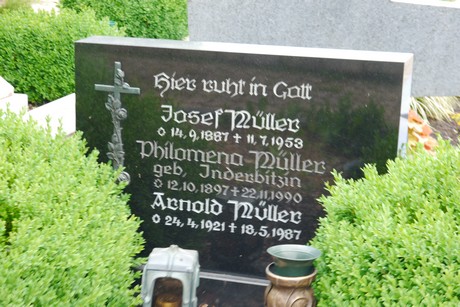 Hier ruht in Gott
Josef Müller
o 14.9.1887 † 11.7.1953
Philomena Müller
geb. Inderbitzin
o 12.10.1897 † 22.11.1990
Arnold Müller
o 24.4.1921 † 18.5.1987